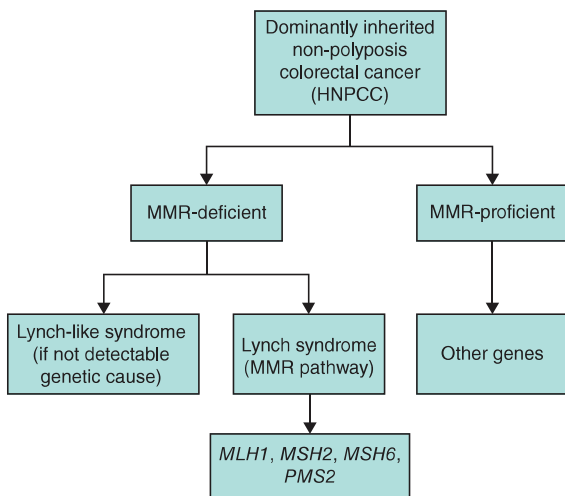 Dominantly inherited
non-polyposis
colorectal cancer
(HNPCC)
MMR-deficient
MMR-proficient
Lynch-like syndrome
(if not detectable
genetic cause)
Lynch syndrome
(MMR pathway)
Other genes
MLH1, MSH2, MSH6,
PMS2